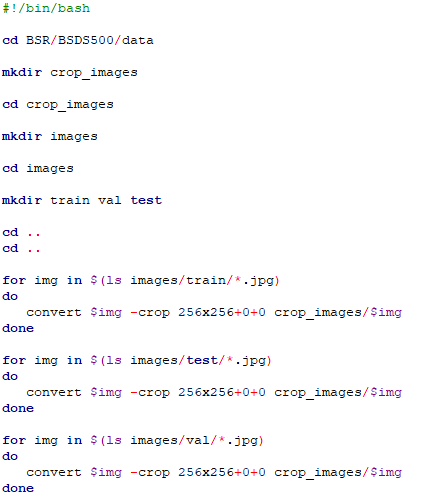 #!/bin/bash
cd BSR/BSDS500/data
mkdir crop_images
cd crop_images
mkdir images
cd images
mkdir train val test
cd ..
cd ..
for img in $(ls images/train/*.jpg)
do
   convert $img -crop 256x256+0+0 crop_images/$img
done
for img in $(ls images/test/*.jpg)
do
   convert $img -crop 256x256+0+0 crop_images/$img
done
for img in $(ls images/val/*.jpg)
do
   convert $img -crop 256x256+0+0 crop_images/$img
done